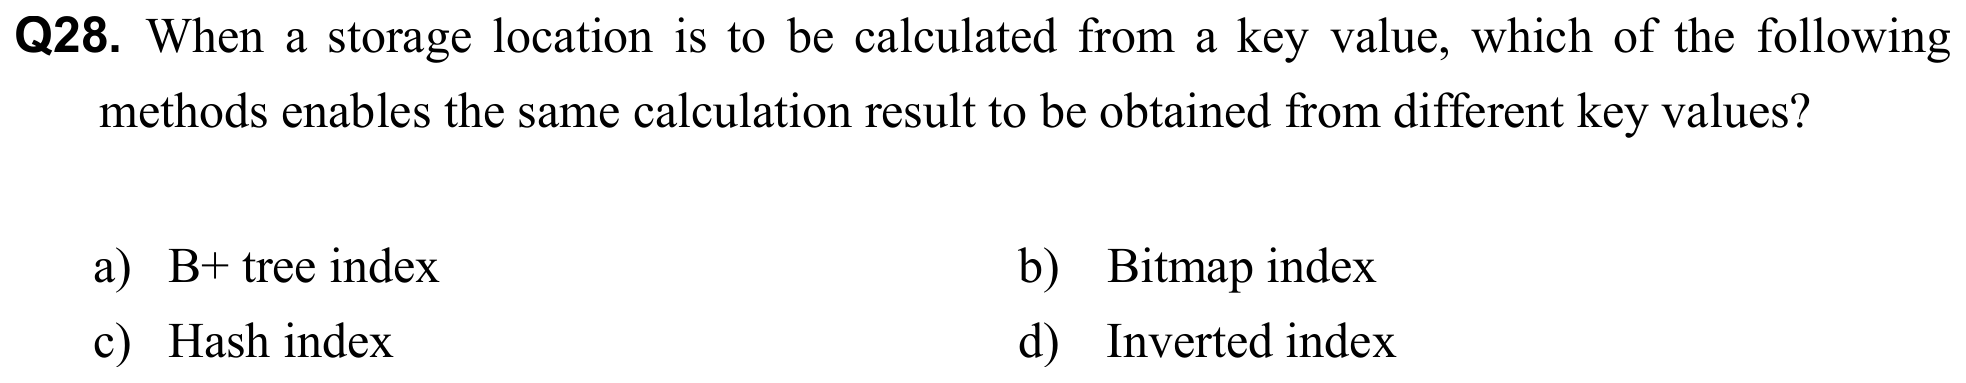 Q28. When a storage location is to be calculated from a key value, which of the following
methods enables the same calculation result to be obtained from different key values?
a) B+ tree index b) Bitmap index
c) Hash index d) Inverted index